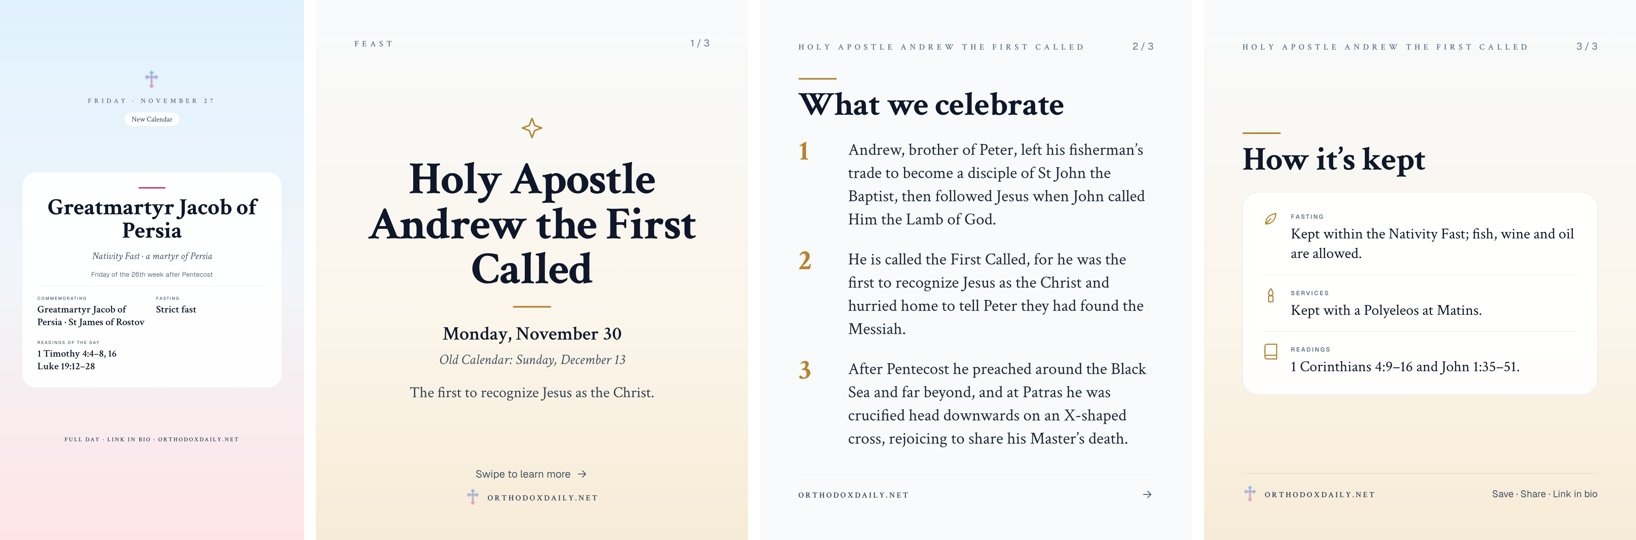 FRIDAY · NOVEMBER 27
New Calendar
Greatmartyr Jacob of
Persia
Nativity Fast · a martyr of Persia
Friday of the 26th week after Pentecost
COMMEMORATING
Greatmartyr Jacob of
Persia · St James of Rostov
FASTING
Strict fast
READINGS OF THE DAY
1 Timothy 4:4–8, 16
Luke 19:12–28
FULL DAY · LINK IN BIO · ORTHODOXDAILY.NET
FEAST
1 / 3
Holy Apostle
Andrew the First
Called
Monday, November 30
Old Calendar: Sunday, December 13
The first to recognize Jesus as the Christ.
Swipe to learn more →
ORTHODOXDAILY.NET
HOLY APOSTLE ANDREW THE FIRST CALLED
2 / 3
What we celebrate
1
Andrew, brother of Peter, left his fisherman’s
trade to become a disciple of St John the
Baptist, then followed Jesus when John called
Him the Lamb of God.
2
He is called the First Called, for he was the
first to recognize Jesus as the Christ and
hurried home to tell Peter they had found the
Messiah.
3
After Pentecost he preached around the Black
Sea and far beyond, and at Patras he was
crucified head downwards on an X-shaped
cross, rejoicing to share his Master’s death.
ORTHODOXDAILY.NET
→
HOLY APOSTLE ANDREW THE FIRST CALLED
3 / 3
How it’s kept
FASTING
Kept within the Nativity Fast; fish, wine and oil
are allowed.
SERVICES
Kept with a Polyeleos at Matins.
READINGS
1 Corinthians 4:9–16 and John 1:35–51.
ORTHODOXDAILY.NET
Save · Share · Link in bio